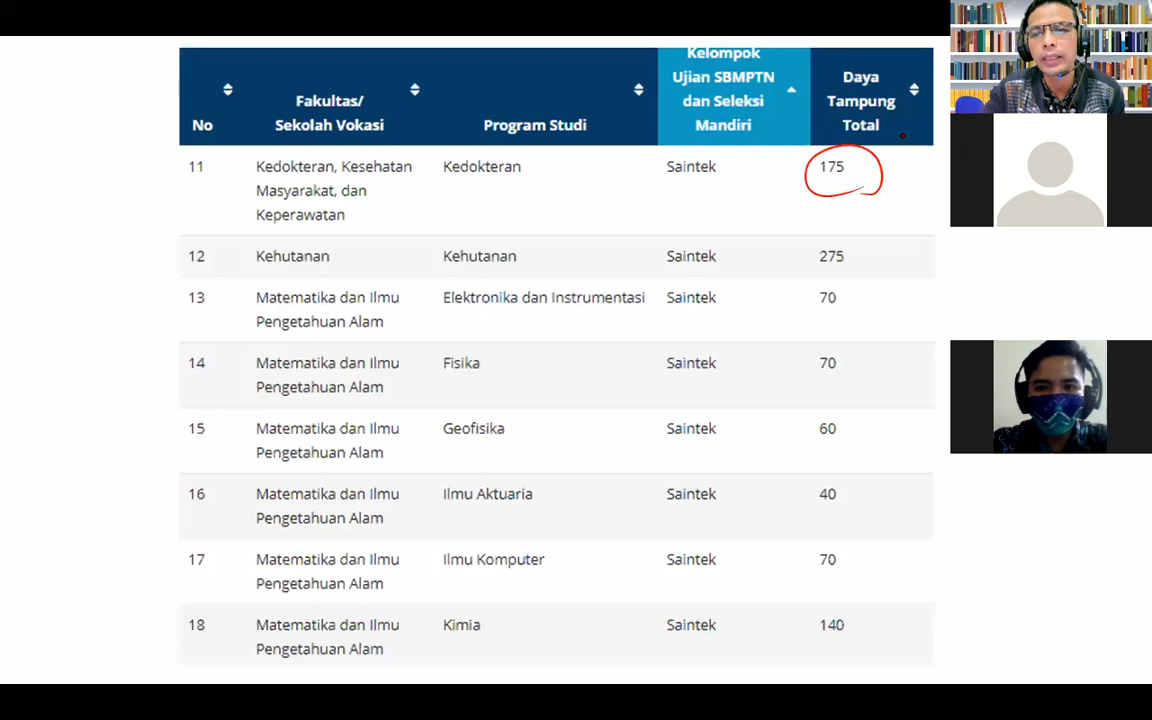 No
Fakultas/
Sekolah Vokasi
Program Studi
Kelompok
Ujian SBMPTN
dan Seleksi
Mandiri
Daya
Tampung
Total
11 Kedokteran, Kesehatan Kedokteran Saintek 175
Masyarakat, dan
Keperawatan
12 Kehutanan Kehutanan Saintek 275
13 Matematika dan Ilmu Elektronika dan Instrumentasi Saintek 70
Pengetahuan Alam
14 Matematika dan Ilmu Fisika Saintek 70
Pengetahuan Alam
15 Matematika dan Ilmu Geofisika Saintek 60
Pengetahuan Alam
16 Matematika dan Ilmu Ilmu Aktuaria Saintek 40
Pengetahuan Alam
17 Matematika dan Ilmu Ilmu Komputer Saintek 70
Pengetahuan Alam
18 Matematika dan Ilmu Kimia Saintek 140
Pengetahuan Alam